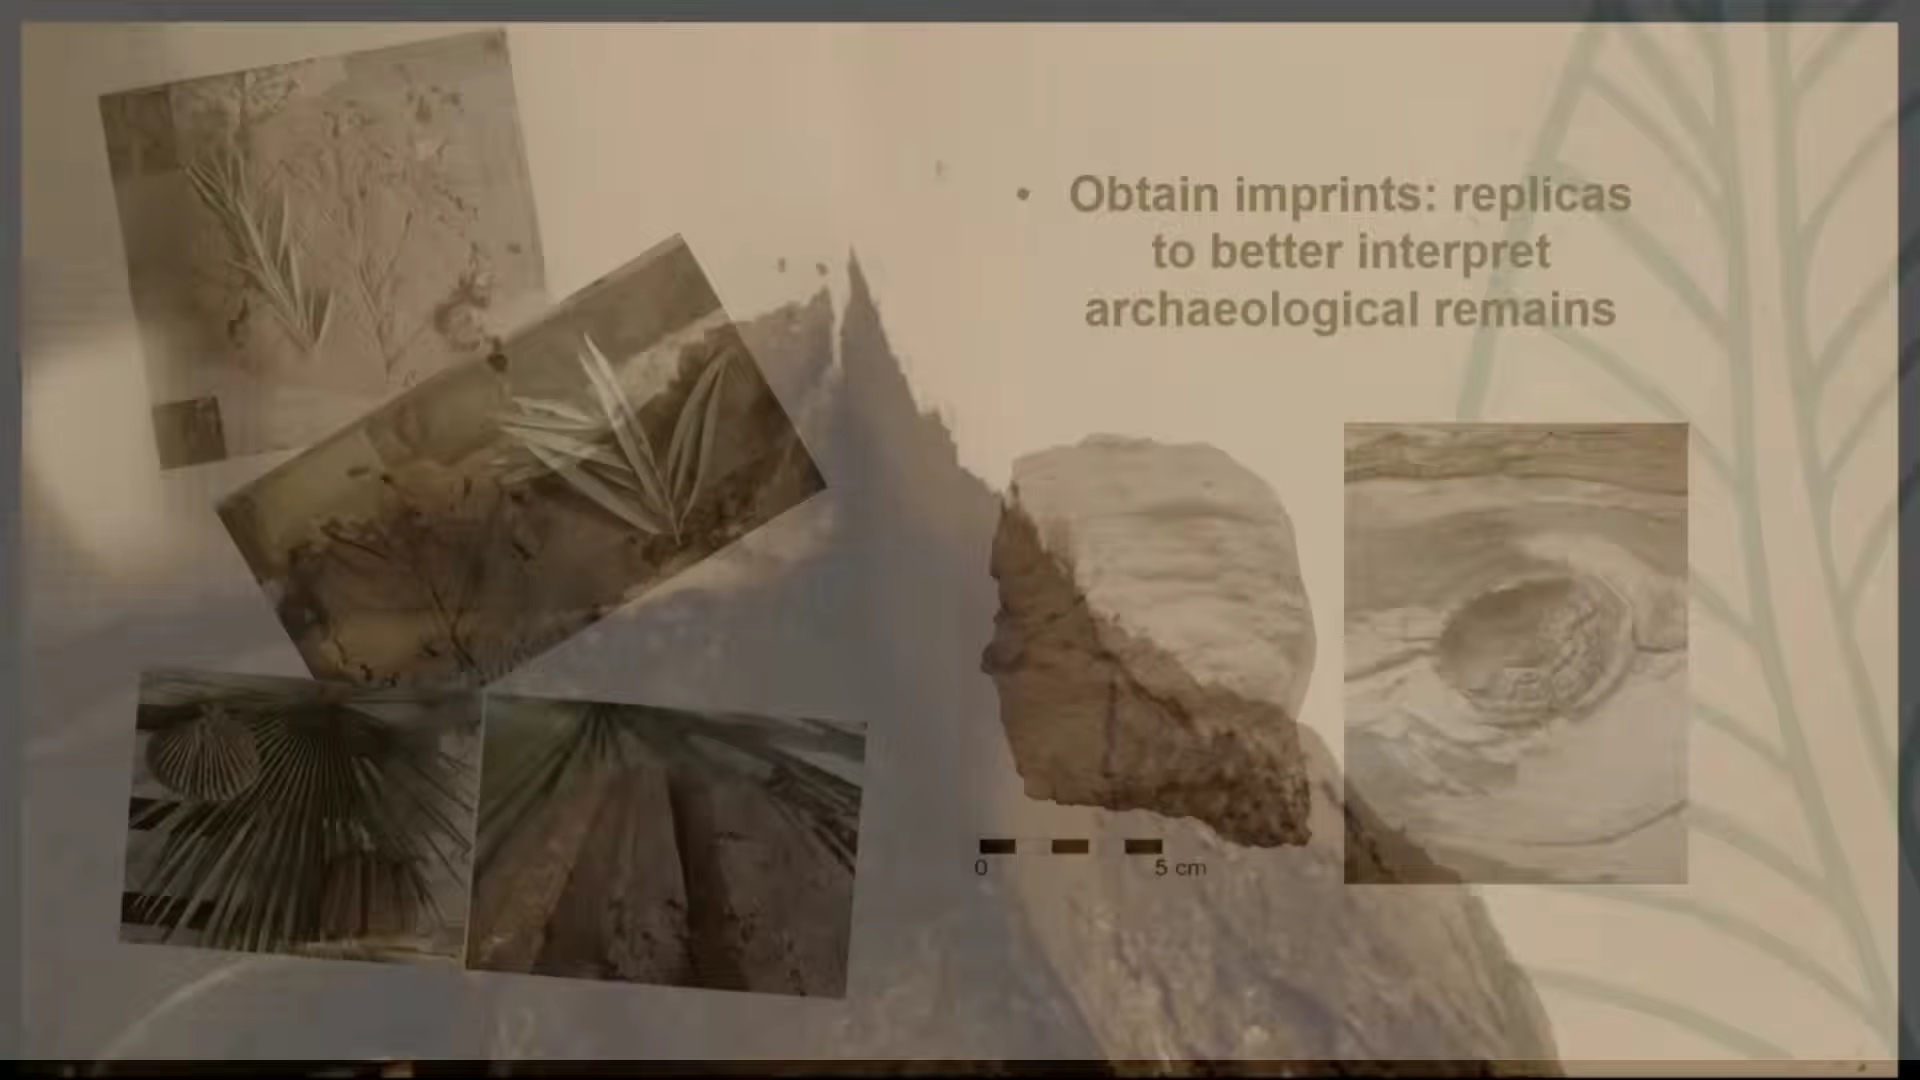 • Obtain imprints: replicas
to better interpret
archaeological remains
0 5 cm